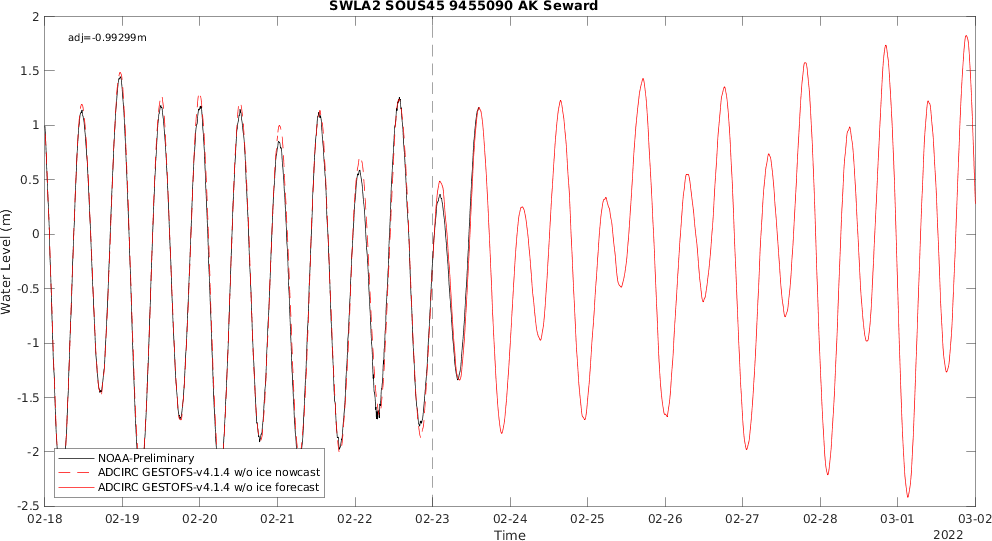 SWLA2 SOUS45 9455090 AK Seward
adj=-0.99299m
2
1.5
1
0.5
0
-0.5
-1
-1.5
-2
-2.5
Water Level (m)
NOAA-Preliminary
ADCIRC GESTOFS-v4.1.4 w/o ice nowcast
ADCIRC GESTOFS-v4.1.4 w/o ice forecast
02-18 02-19 02-20 02-21 02-22 02-23 02-24 02-25 02-26 02-27 02-28 03-01 03-02
Time
2022